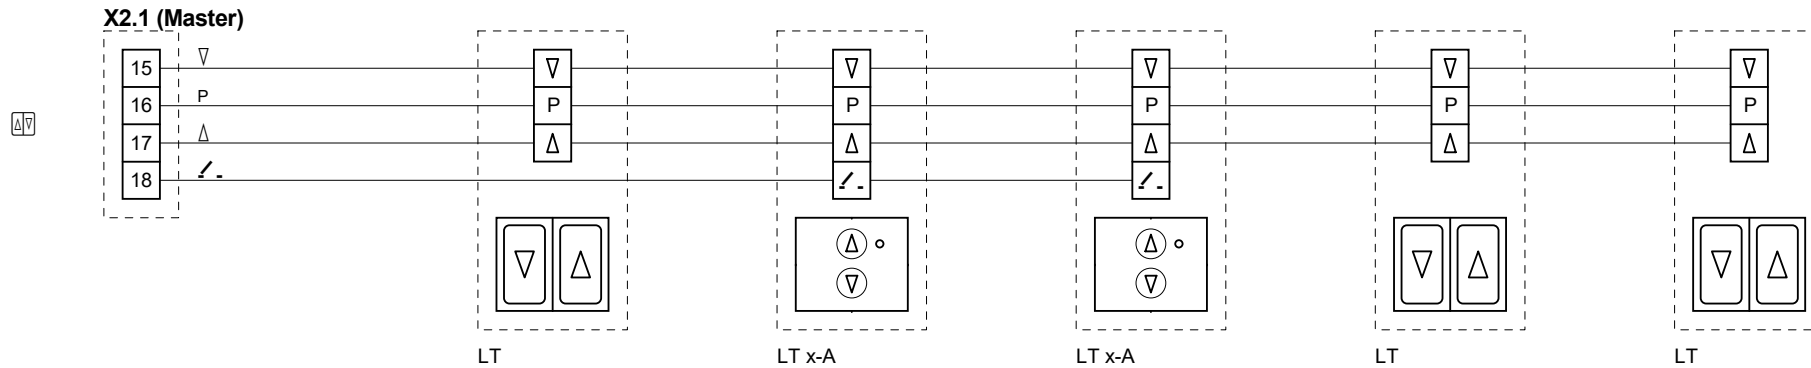 X2.1 (Master)
15 P P P P P
16 P
17
18
LT LT x-A LT x-A LT LT